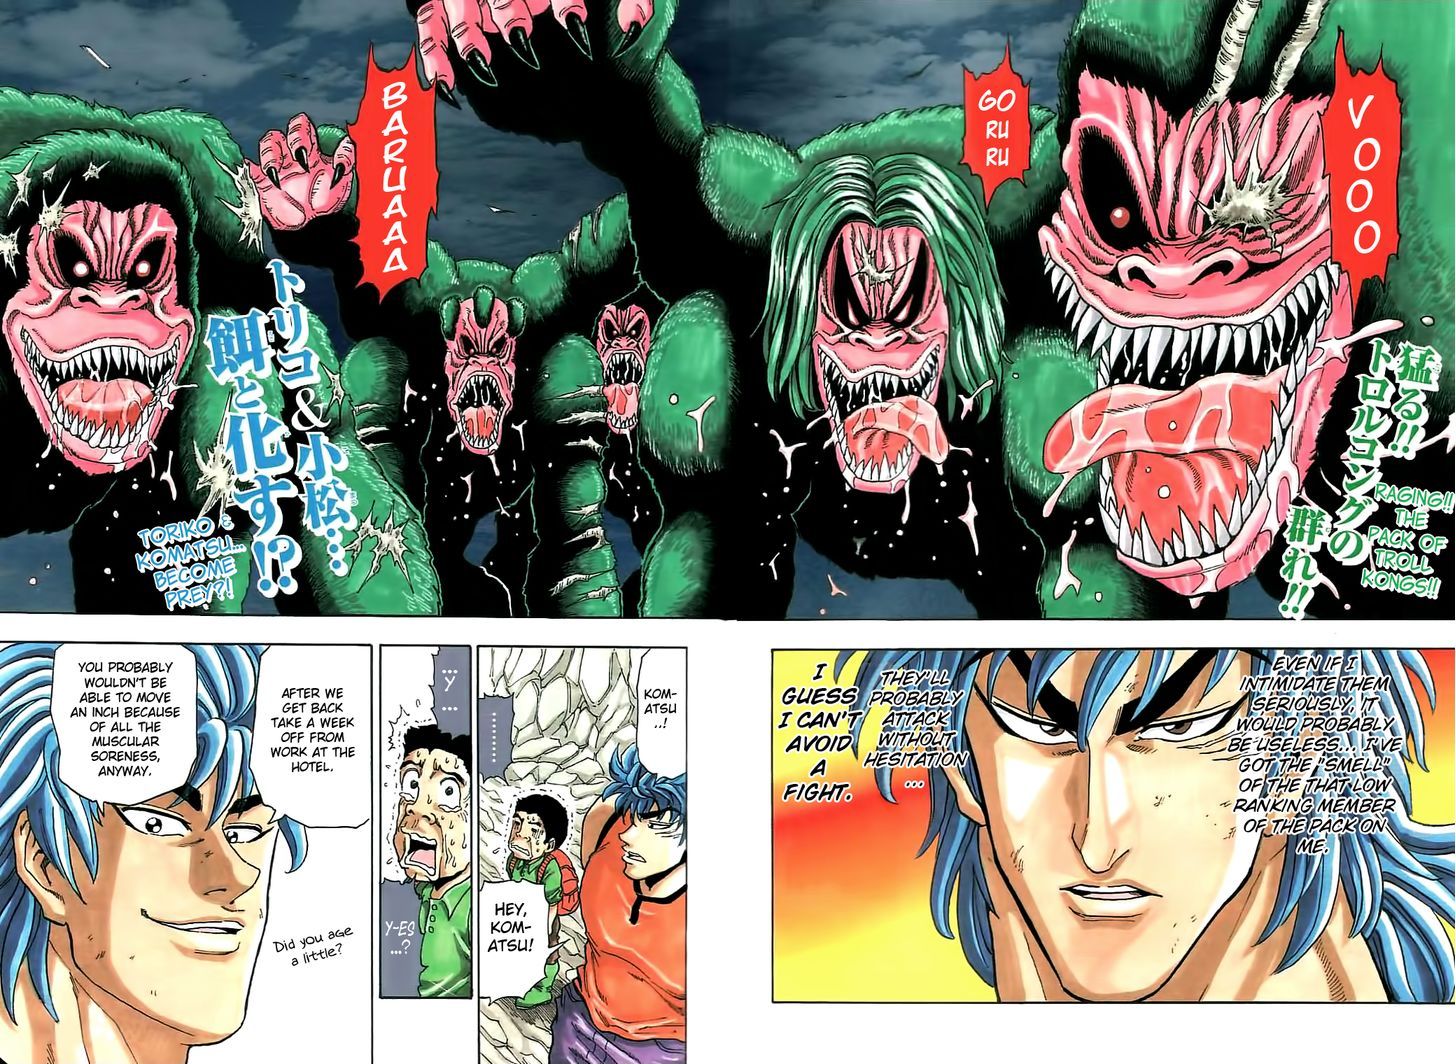 VOOO
GO
RU
RU
BARUAAA
猛る!!
トロルコングの
群れ!!
RAGING!!
THE
PACK OF
TROLL
KONGS!!
トリコ&小松…
餌と化す!?
TORIKO &
KOMATSU...
BECOME
PREY?!
EVEN IF I
INTIMIDATE THEM
SERIOUSLY, IT
WOULD PROBABLY
BE USELESS... I'VE
GOT THE "SMELL"
OF THE THAT LOW
RANKING MEMBER
OF THE PACK ON
ME.
THEY'LL
PROBABLY
ATTACK
WITHOUT
HESITATION
...
I
GUESS
I CAN'T
AVOID
A
FIGHT.
KOM-
ATSU
..!
..........
HEY,
KOM-
ATSU!
...
Y
...
Y-ES
...?
AFTER WE
GET BACK
TAKE A WEEK
OFF FROM
WORK AT THE
HOTEL.
YOU PROBABLY
WOULDN'T BE
ABLE TO MOVE
AN INCH BECAUSE
OF ALL THE
MUSCULAR
SORENESS,
ANYWAY.
Did you age
a little?